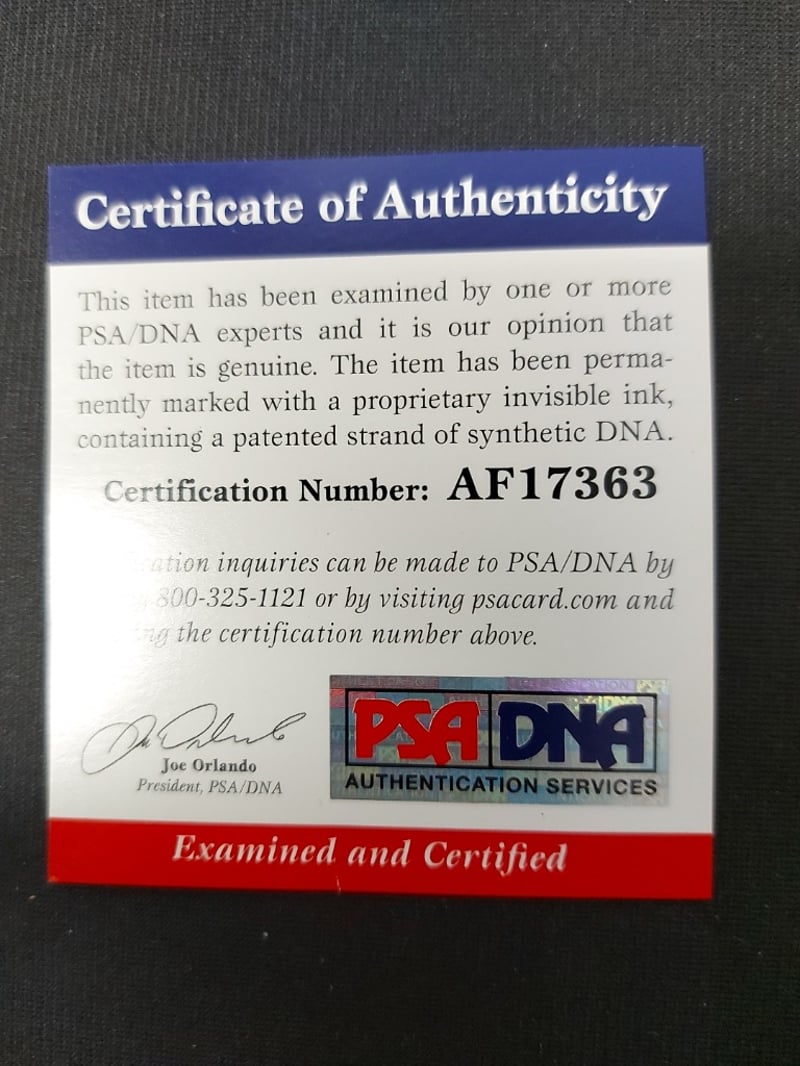 Certificate of Authenticity
This item has been examined by one or more
PSA/DNA experts and it is our opinion that
the item is genuine. The item has been perma-
nently marked with a proprietary invisible ink,
containing a patented strand of synthetic DNA.
Certification Number: AF17363
inquiries can be made to PSA/DNA by
800-325-1121 or by visiting psacard.com and
the certification number above.
Joe Orlando
President, PSA/DNA
PSA DNA
AUTHENTICATION SERVICES
Examined and Certified